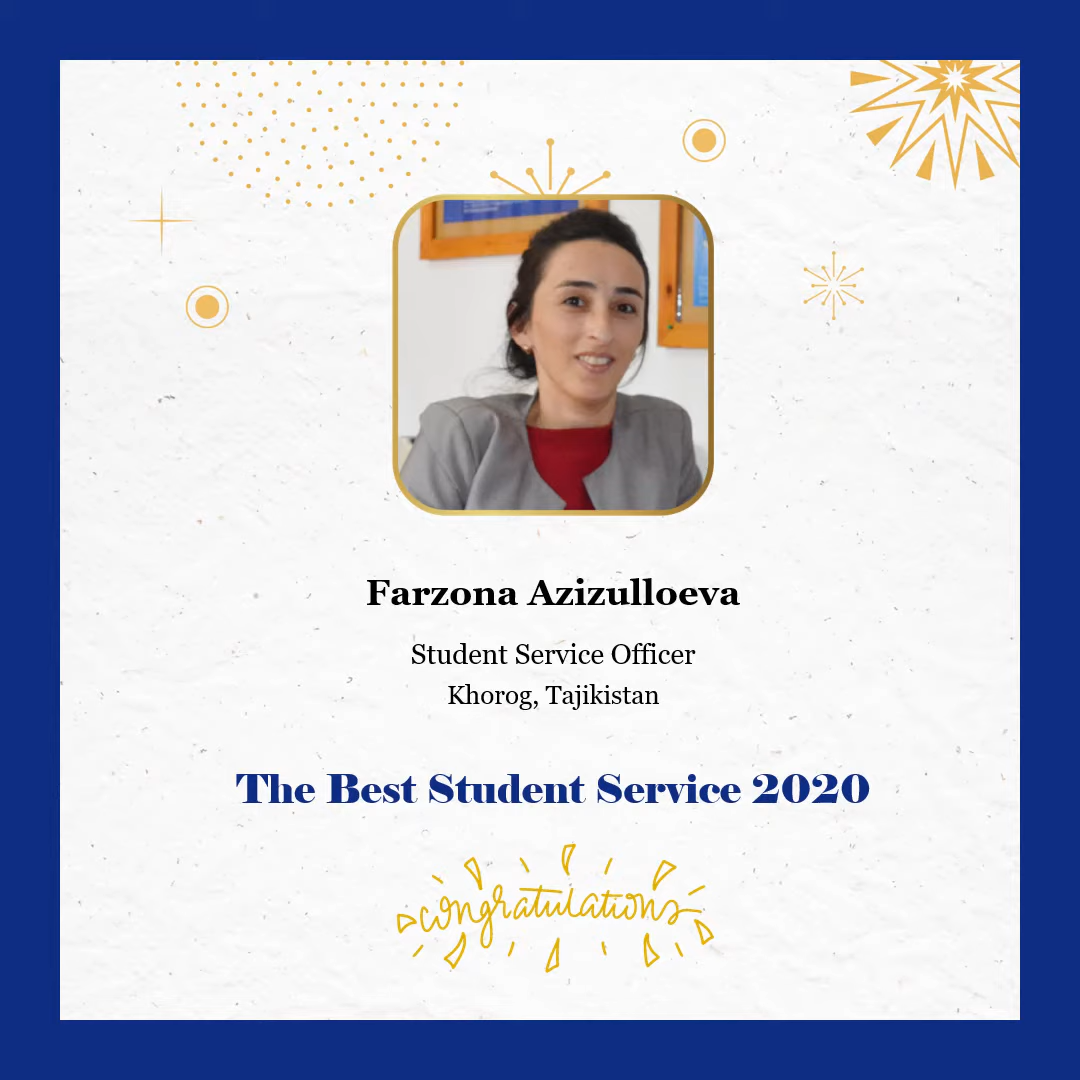 Farzona Azizulloeva
Student Service Officer
Khorog, Tajikistan
The Best Student Service 2020
congratulations